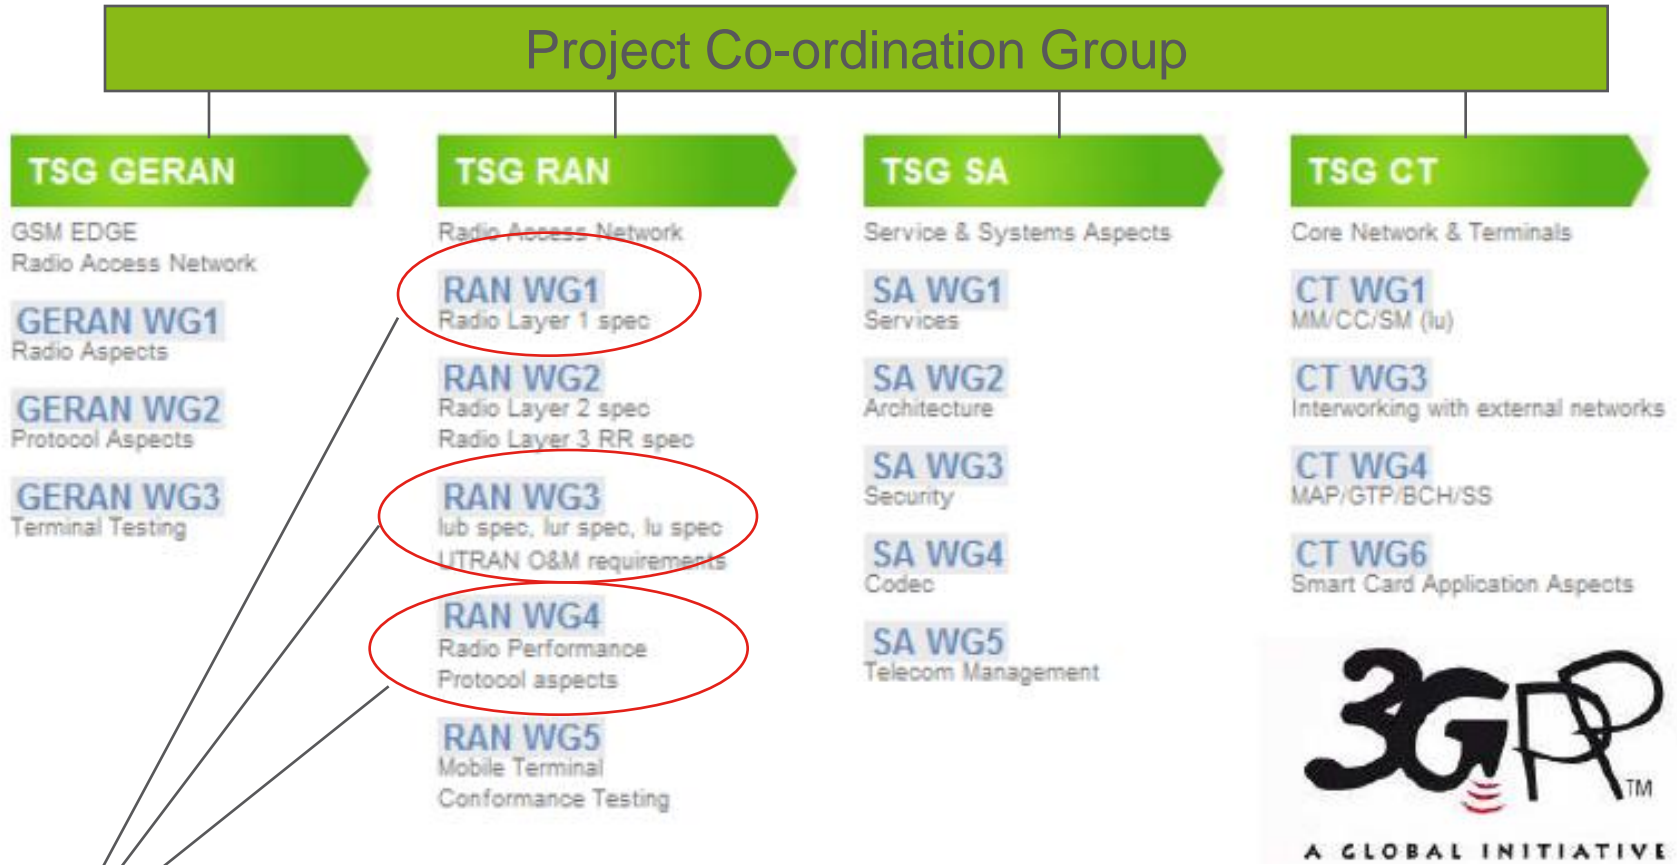 Project Co-ordination Group
TSG GERAN
GSM EDGE
Radio Access Network
GERAN WG1
Radio Aspects
GERAN WG2
Protocol Aspects
GERAN WG3
Terminal Testing
TSG RAN
Radio Access Network
RAN WG1
Radio Layer 1 spec
RAN WG2
Radio Layer 2 spec
Radio Layer 3 RR spec
RAN WG3
Iub spec, Iur spec, Iu spec
UTRAN O&M requirements
RAN WG4
Radio Performance
Protocol aspects
RAN WG5
Mobile Terminal
Conformance Testing
TSG SA
Service & Systems Aspects
SA WG1
Services
SA WG2
Architecture
SA WG3
Security
SA WG4
Codec
SA WG5
Telecom Management
TSG CT
Core Network & Terminals
CT WG1
MM/CC/SM (Iu)
CT WG3
Interworking with external networks
CT WG4
MAP/GTP/BCH/SS
CT WG6
Smart Card Application Aspects
3GPP
TM
A GLOBAL INITIATIVE